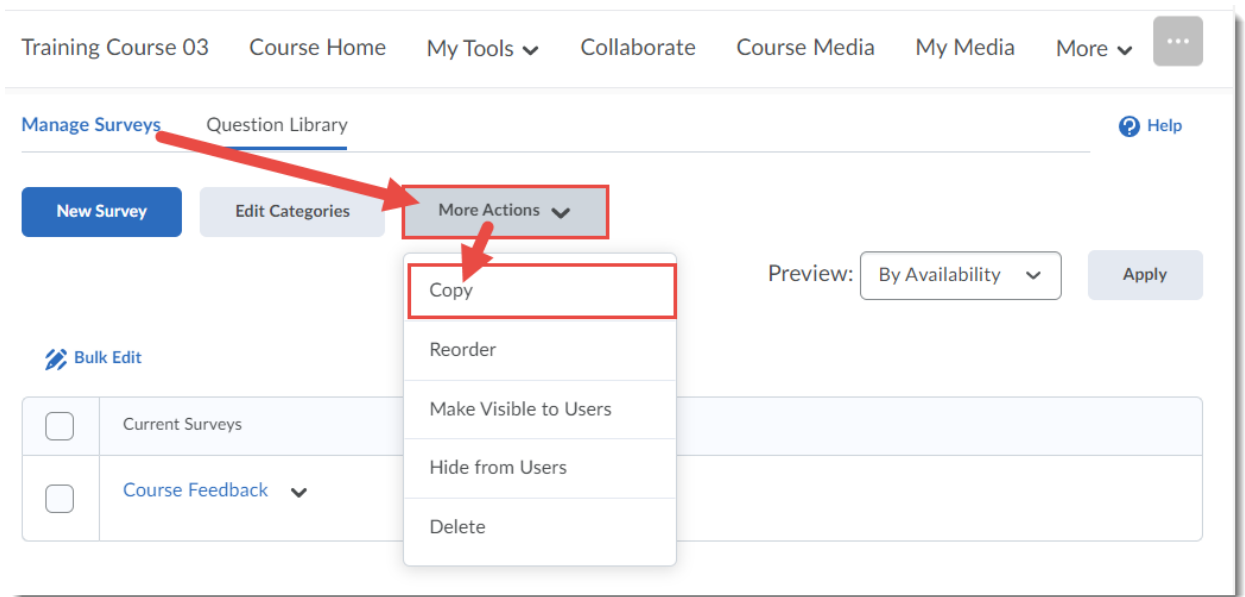 Training Course 03 Course Home My Tools Collaborate Course Media My Media More ...
Manage Surveys Question Library Help
New Survey Edit Categories More Actions
Preview: By Availability Apply
Copy
Reorder
Make Visible to Users
Hide from Users
Delete
Bulk Edit
Current Surveys
Course Feedback